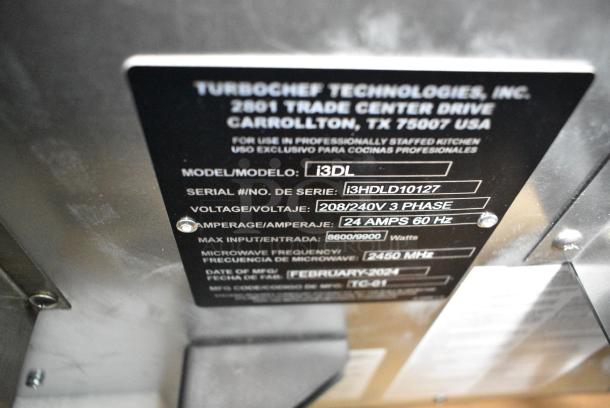 TURBOCHEF TECHNOLOGIES, INC.
2801 TRADE CENTER DRIVE
CARROLLTON, TX 75007 USA
FOR USE IN PROFESSIONALLY STAFFED KITCHEN
USO EXCLUSIVO PARA COCINAS PROFESIONALES
MODEL/MODELO: i3DL
SERIAL #/NO. DE SERIE: i3HDLD10127
VOLTAGE/VOLTAJE: 208/240V 3 PHASE
AMPERAGE/AMPERAJE: 24 AMPS 60 Hz
MAX INPUT/ENTRADA: 8600/9900 Watts
MICROWAVE FREQUENCY/
FRECUENCIA DE MICROWAVE: 2450 MHz
DATE OF MFG/
FECHA DE FAB: FEBRUARY-2024
MFG CODE/CODIGO DE MFG: TC-01